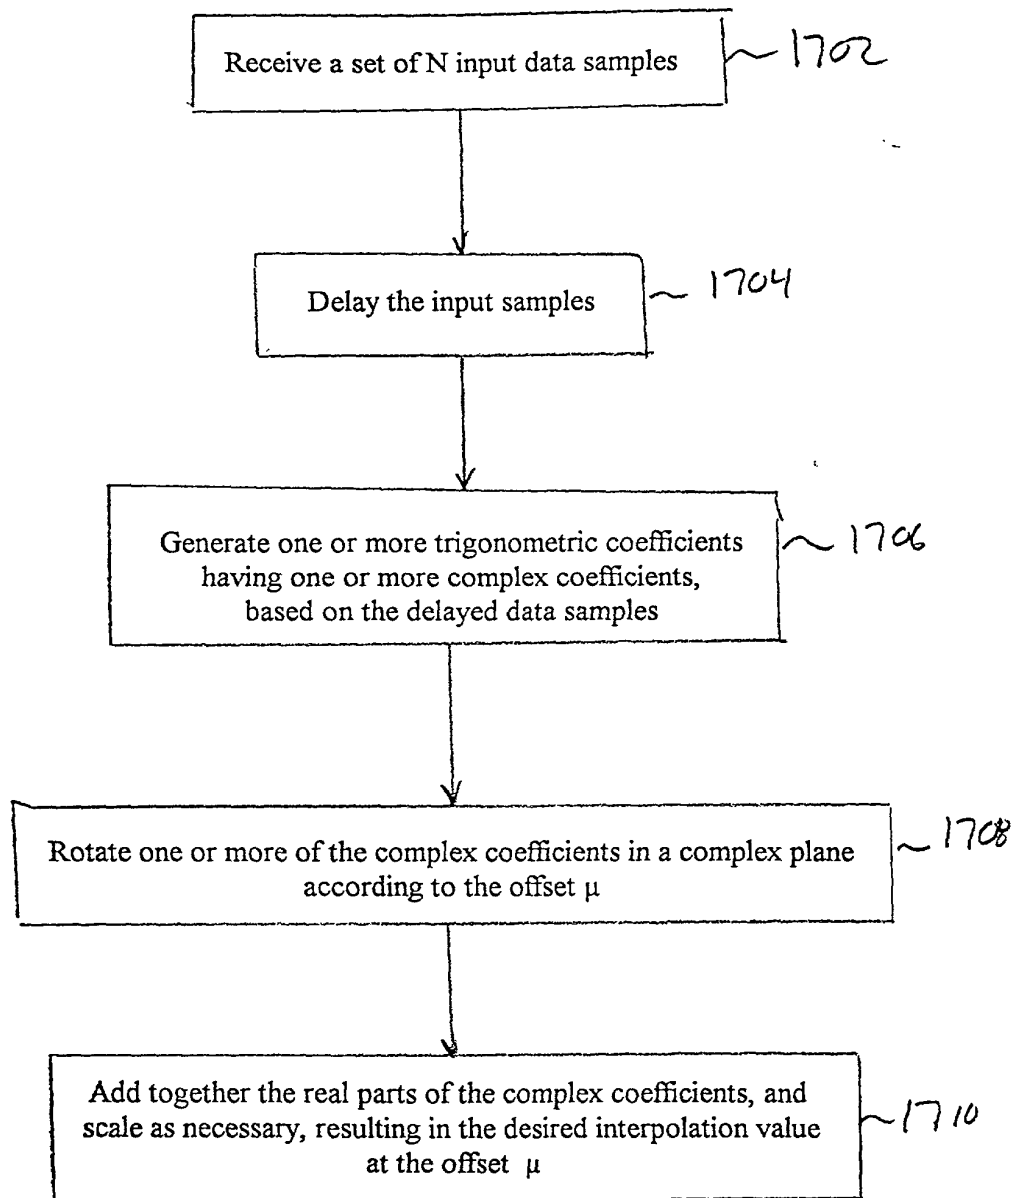 Receive a set of N input data samples
1702
Delay the input samples
1704
Generate one or more trigonometric coefficients
having one or more complex coefficients,
based on the delayed data samples
1706
Rotate one or more of the complex coefficients in a complex plane
according to the offset μ
1708
Add together the real parts of the complex coefficients, and
scale as necessary, resulting in the desired interpolation value
at the offset μ
1710